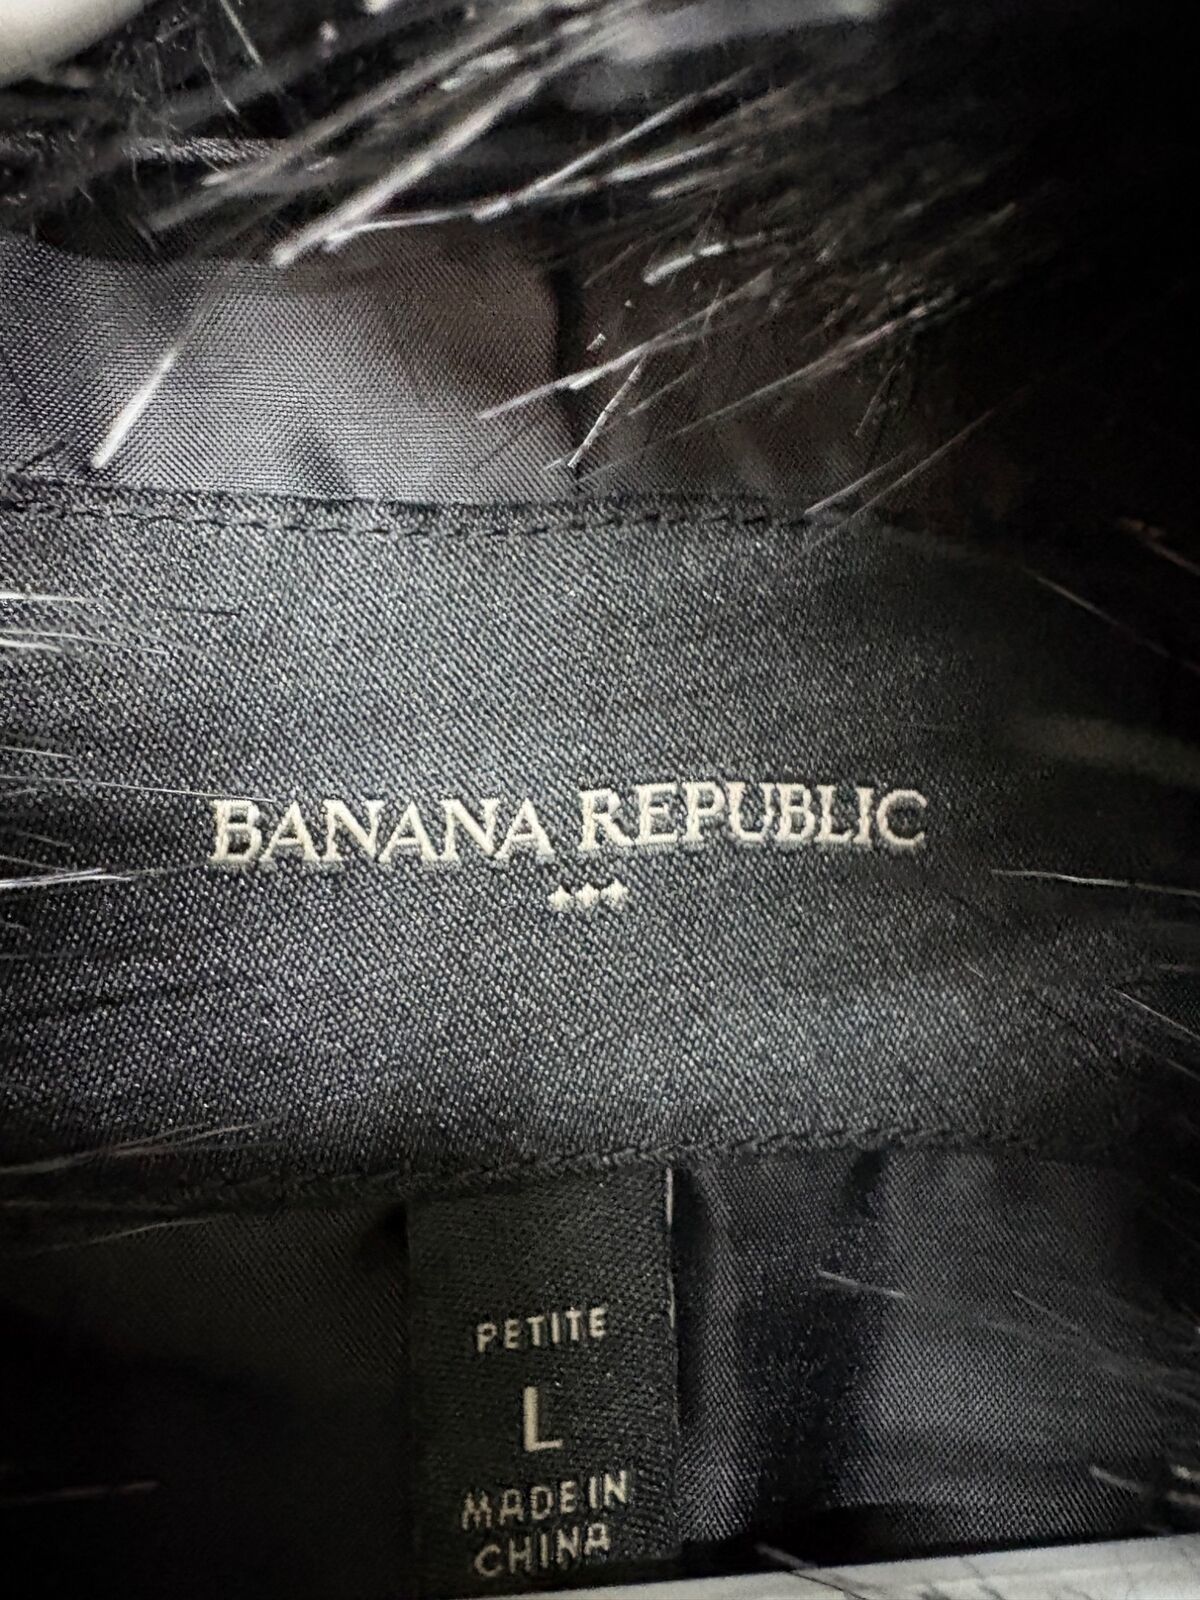 BANANA REPUBLIC
PETITE
L
MADE IN
CHINA